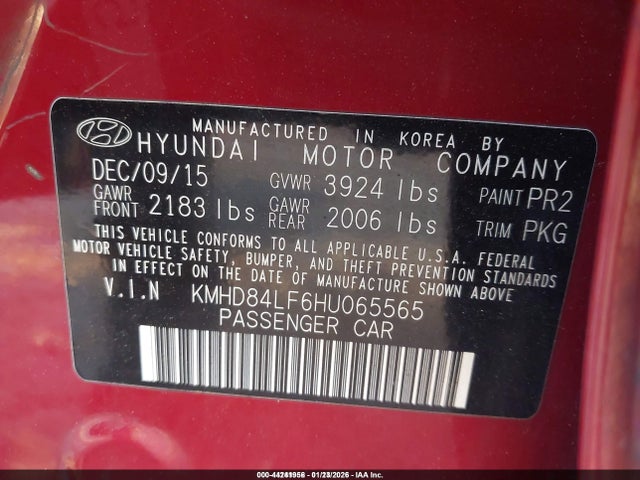 MANUFACTURED IN KOREA BY
HYUNDAI MOTOR COMPANY
DEC/09/15 GVWR 3924 lbs PAINT PR2
GAWR FRONT 2183 lbs GAWR REAR 2006 lbs TRIM PKG
THIS VEHICLE CONFORMS TO ALL APPLICABLE U.S.A. FEDERAL
MOTOR VEHICLE SAFETY, BUMPER, AND THEFT PREVENTION STANDARDS
IN EFFECT ON THE DATE OF MANUFACTURE SHOWN ABOVE.
V.I.N KMHD84LF6HU065565
PASSENGER CAR
000-44261956 - 01/23/2026 - IAA Inc.